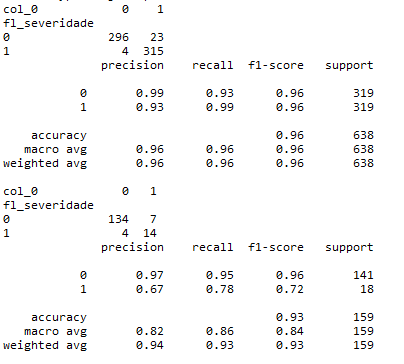 col_0 0 1
fl_severidade
0 296 23
1 4 315
precision recall f1-score support
0 0.99 0.93 0.96 319
1 0.93 0.99 0.96 319
accuracy 0.96 638
macro avg 0.96 0.96 0.96 638
weighted avg 0.96 0.96 0.96 638
col_0 0 1
fl_severidade
0 134 7
1 4 14
precision recall f1-score support
0 0.97 0.95 0.96 141
1 0.67 0.78 0.72 18
accuracy 0.93 159
macro avg 0.82 0.86 0.84 159
weighted avg 0.94 0.93 0.93 159